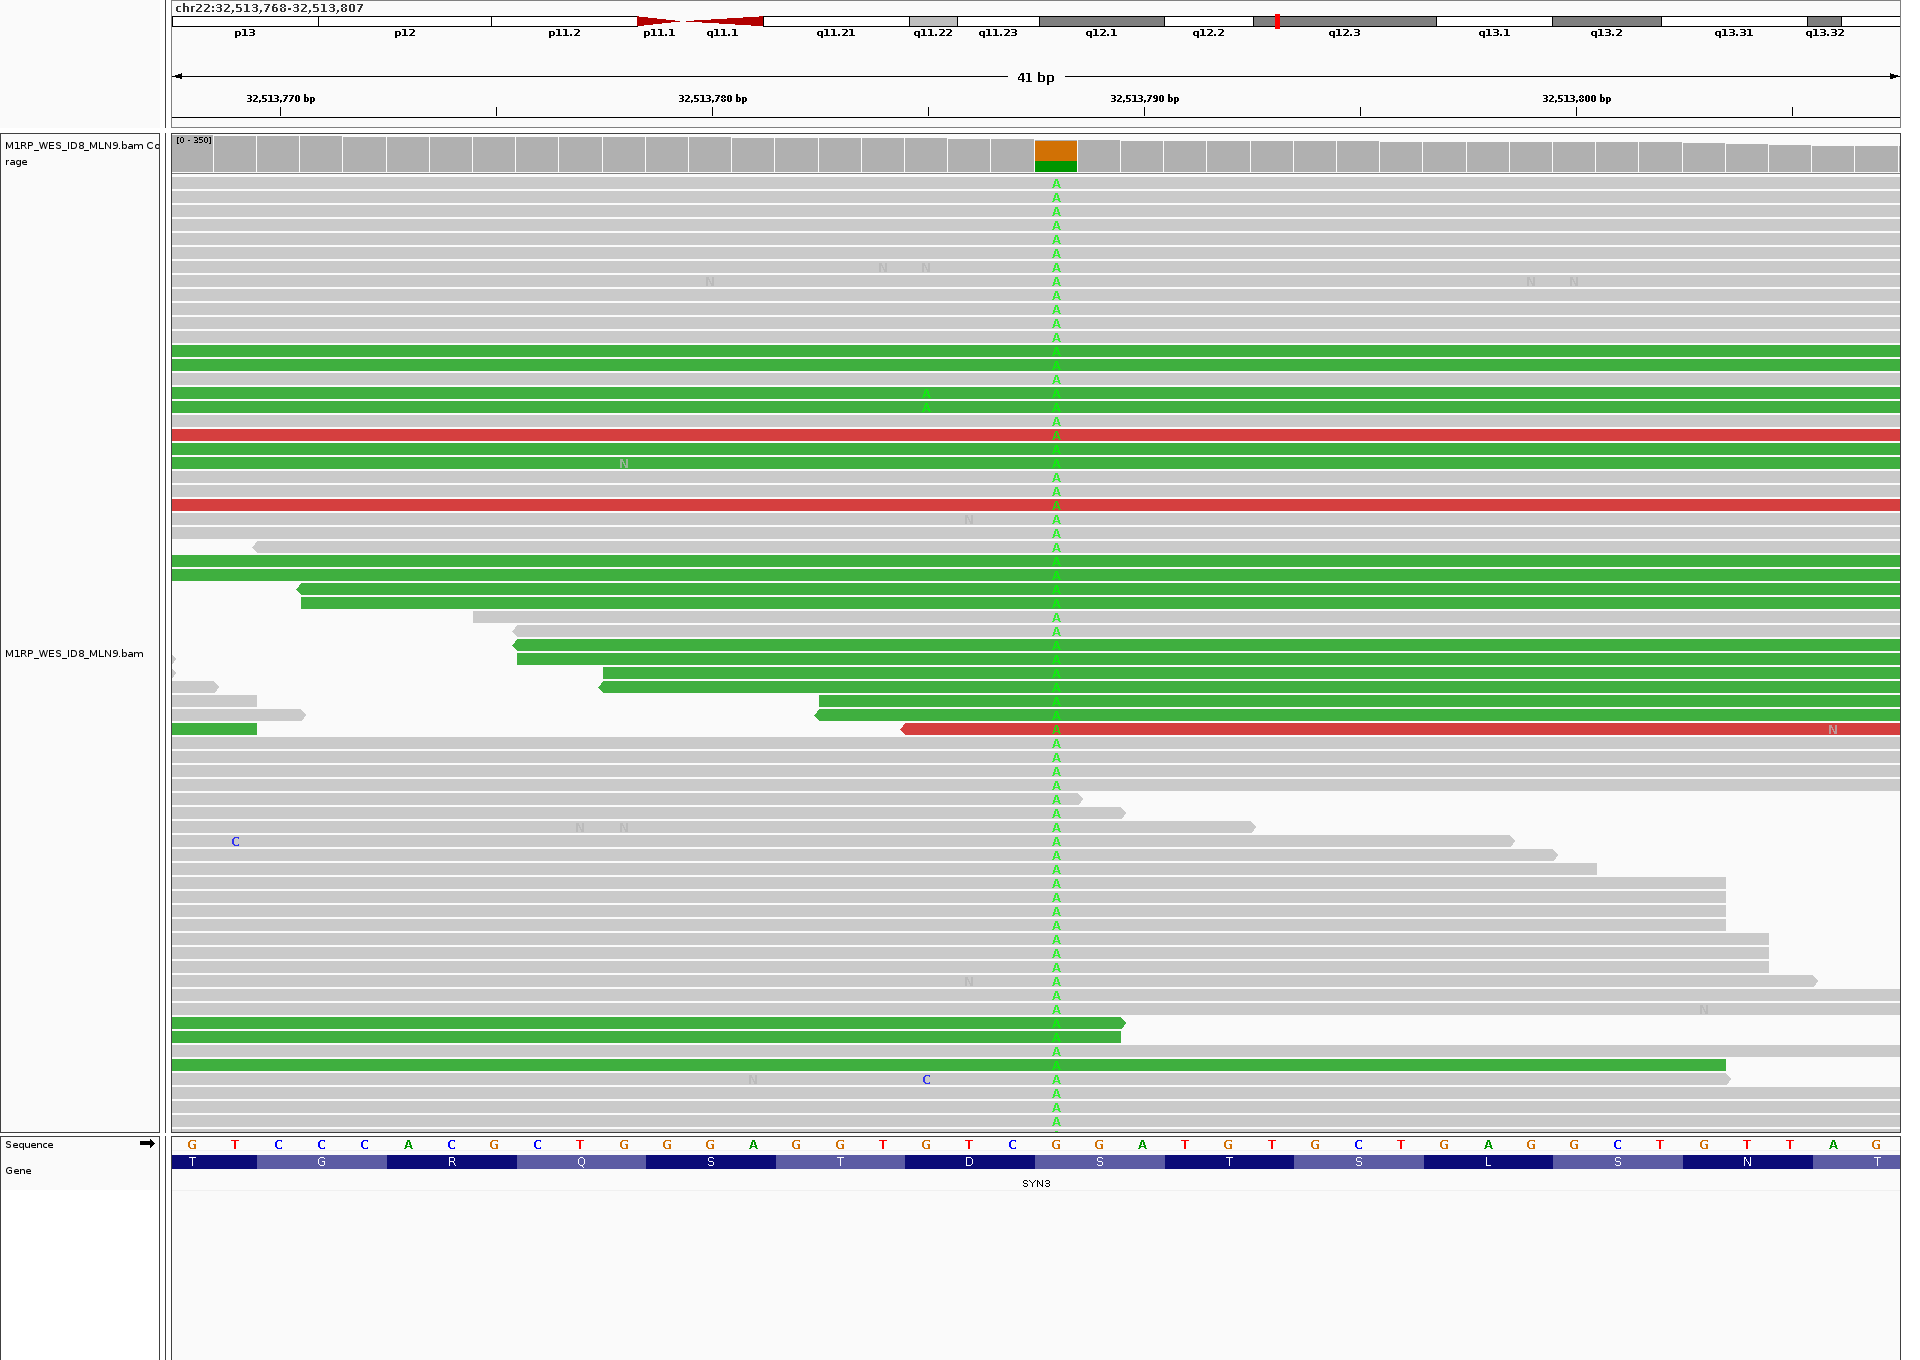 chr22:32,513,768-32,513,807
p13 p12 p11.2 p11.1 q11.1 q11.21 q11.22 q11.23 q12.1 q12.2 q12.3 q13.1 q13.2 q13.31 q13.32
41 bp
32,513,770 bp 32,513,780 bp 32,513,790 bp 32,513,800 bp
M1RP_WES_ID8_MLN9.bam Co
rage
[0 - 350]
A
A
A
A
A
A
N N A
N A N N
A
A
A
A
A
A
A
A A
A A
A
A
A
N A
A
A
A
N A
A
A
A
A
A
A
A
A
A
A
A
A
A
A
A N
A
A
A
A
A
A
N N A
C A
A
A
A
A
A
A
A
A
A
N A
A
A N
A
A
A
A
N C A
A
A
A
M1RP_WES_ID8_MLN9.bam
Sequence G T C C C A C G C T G G G A G G T G T C G G A T G T G C T G A G G C T G T T A G
Gene T G R Q S T D S T S L S N T
SYN3